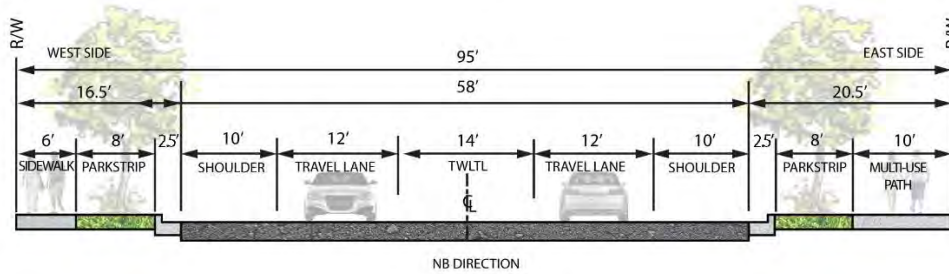 R/W
WEST SIDE
95'
EAST SIDE
R/W
16.5'
58'
20.5'
6'
8'
2.5'
10'
12'
14'
12'
10'
2.5'
8'
10'
SIDEWALK
PARKSTRIP
SHOULDER
TRAVEL LANE
TWLTL
TRAVEL LANE
SHOULDER
PARKSTRIP
MULTI-USE
PATH
CL
NB DIRECTION